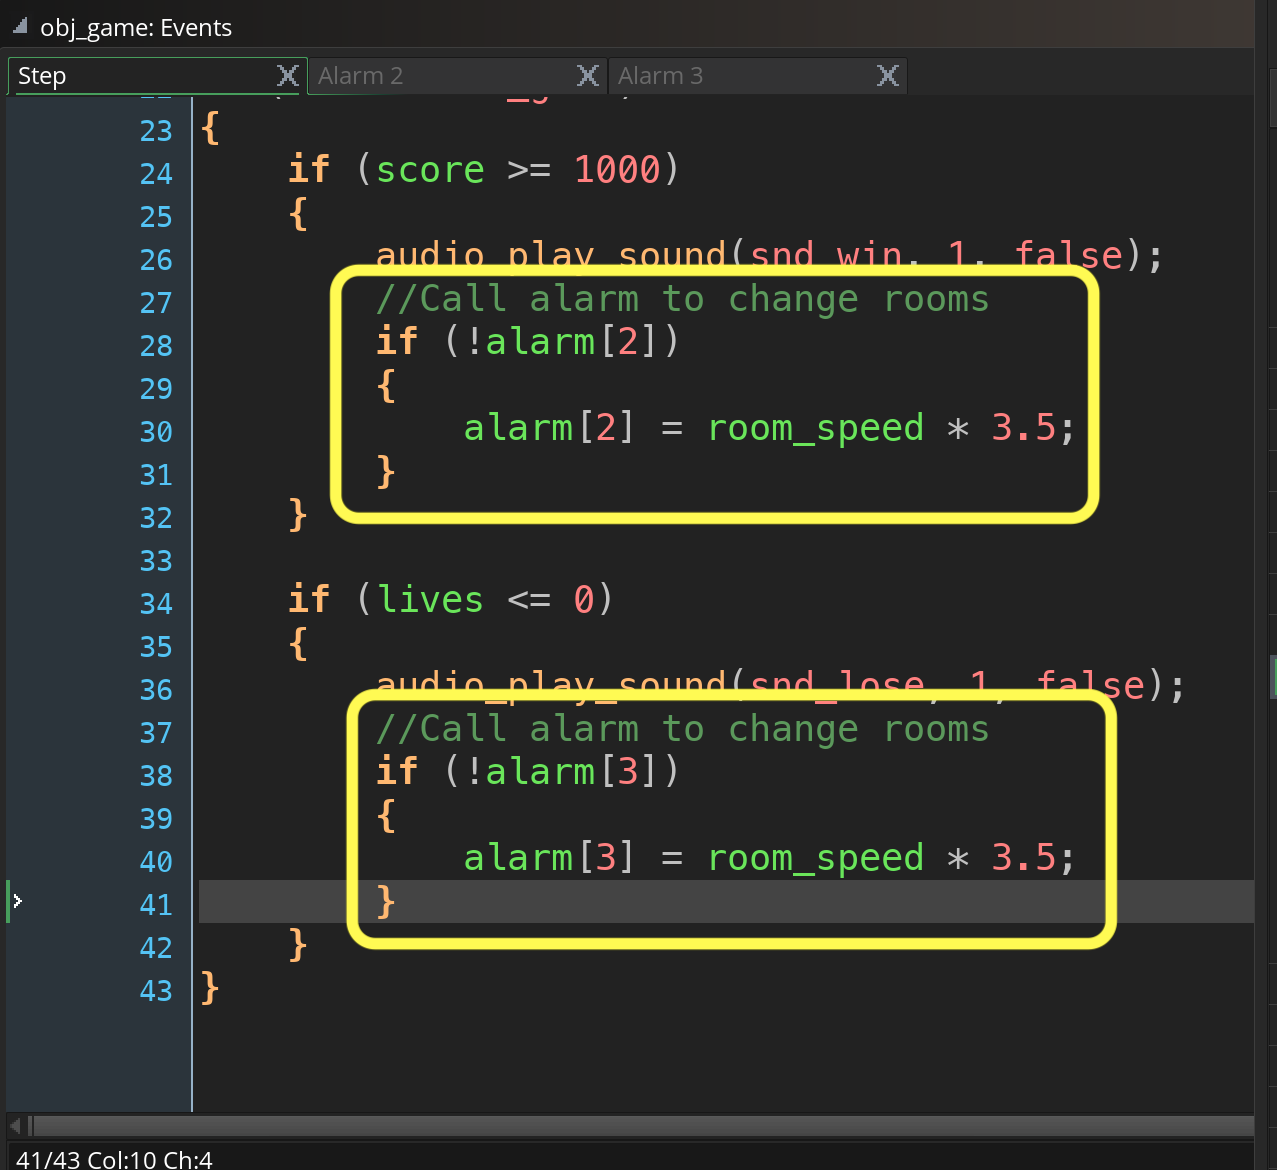 obj_game: Events
Step
Alarm 2
Alarm 3
23 {
24     if (score >= 1000)
25     {
26         audio_play_sound(snd_win, 1, false);
27         //Call alarm to change rooms
28         if (!alarm[2])
29         {
30             alarm[2] = room_speed * 3.5;
31         }
32     }
33
34     if (lives <= 0)
35     {
36         audio_play_sound(snd_lose, 1, false);
37         //Call alarm to change rooms
38         if (!alarm[3])
39         {
40             alarm[3] = room_speed * 3.5;
41         }
42     }
43 }
41/43 Col:10 Ch:4